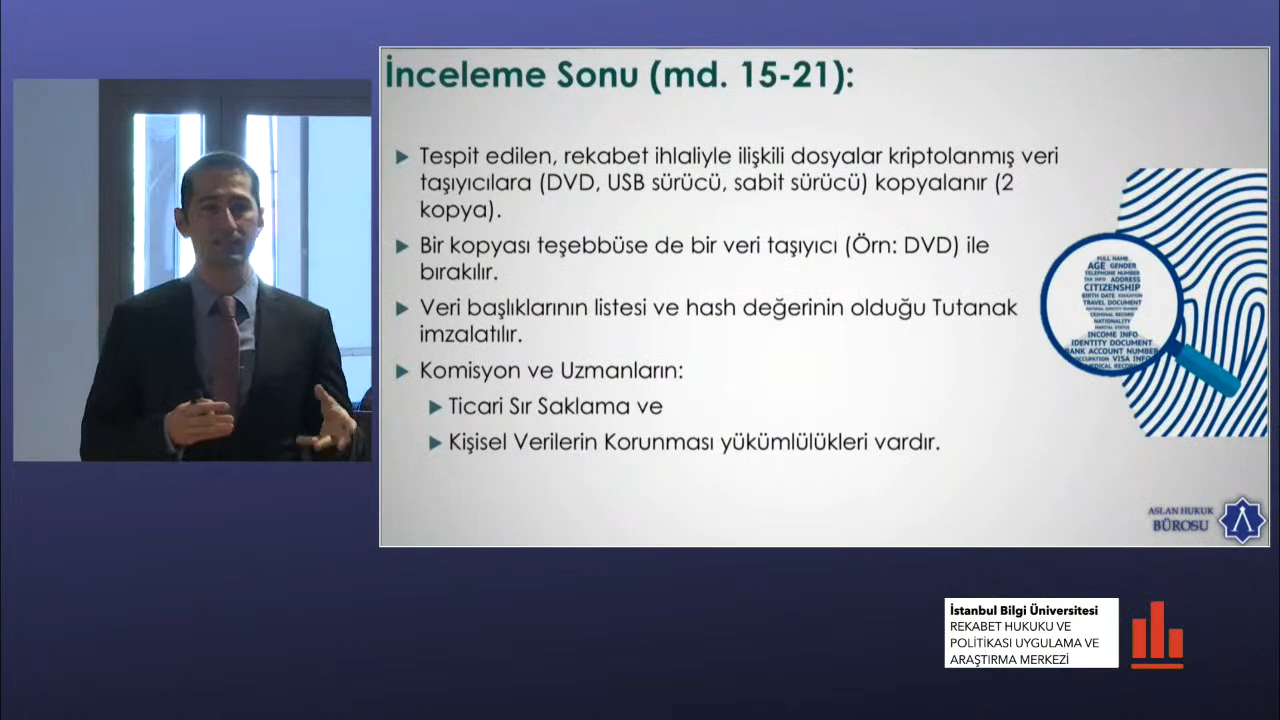 İnceleme Sonu (md. 15-21):
Tespit edilen, rekabet ihlaliyle ilişkili dosyalar kriptolanmış veri
taşıyıcılara (DVD, USB sürücü, sabit sürücü) kopyalanır (2
kopya).
Bir kopyası teşebbüse de bir veri taşıyıcı (Örn: DVD) ile
bırakılır.
Veri başlıklarının listesi ve hash değerinin olduğu Tutanak
imzalatılır.
Komisyon ve Uzmanların:
Ticari Sır Saklama ve
Kişisel Verilerin Korunması yükümlülükleri vardır.
FULL NAME
AGE GENDER
TELEPHONE NUMBER
TAX INFO ADDRESS
CITIZENSHIP
BIRTH DATE EDUCATION
TRAVEL DOCUMENT
CRIMINAL RECORD
NATIONALITY
MARITAL STATUS
INCOME INFO
IDENTITY DOCUMENT
BANK ACCOUNT NUMBER
OCCUPATION VISA INFO
MEDICAL RECORD
ASLAN HUKUK
BÜROSU
İstanbul Bilgi Üniversitesi
REKABET HUKUKU VE
POLİTİKASI UYGULAMA VE
ARAŞTIRMA MERKEZİ